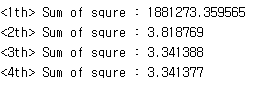 <1th> Sum of squre : 1881273.359565
<2th> Sum of squre : 3.818769
<3th> Sum of squre : 3.341388
<4th> Sum of squre : 3.341377